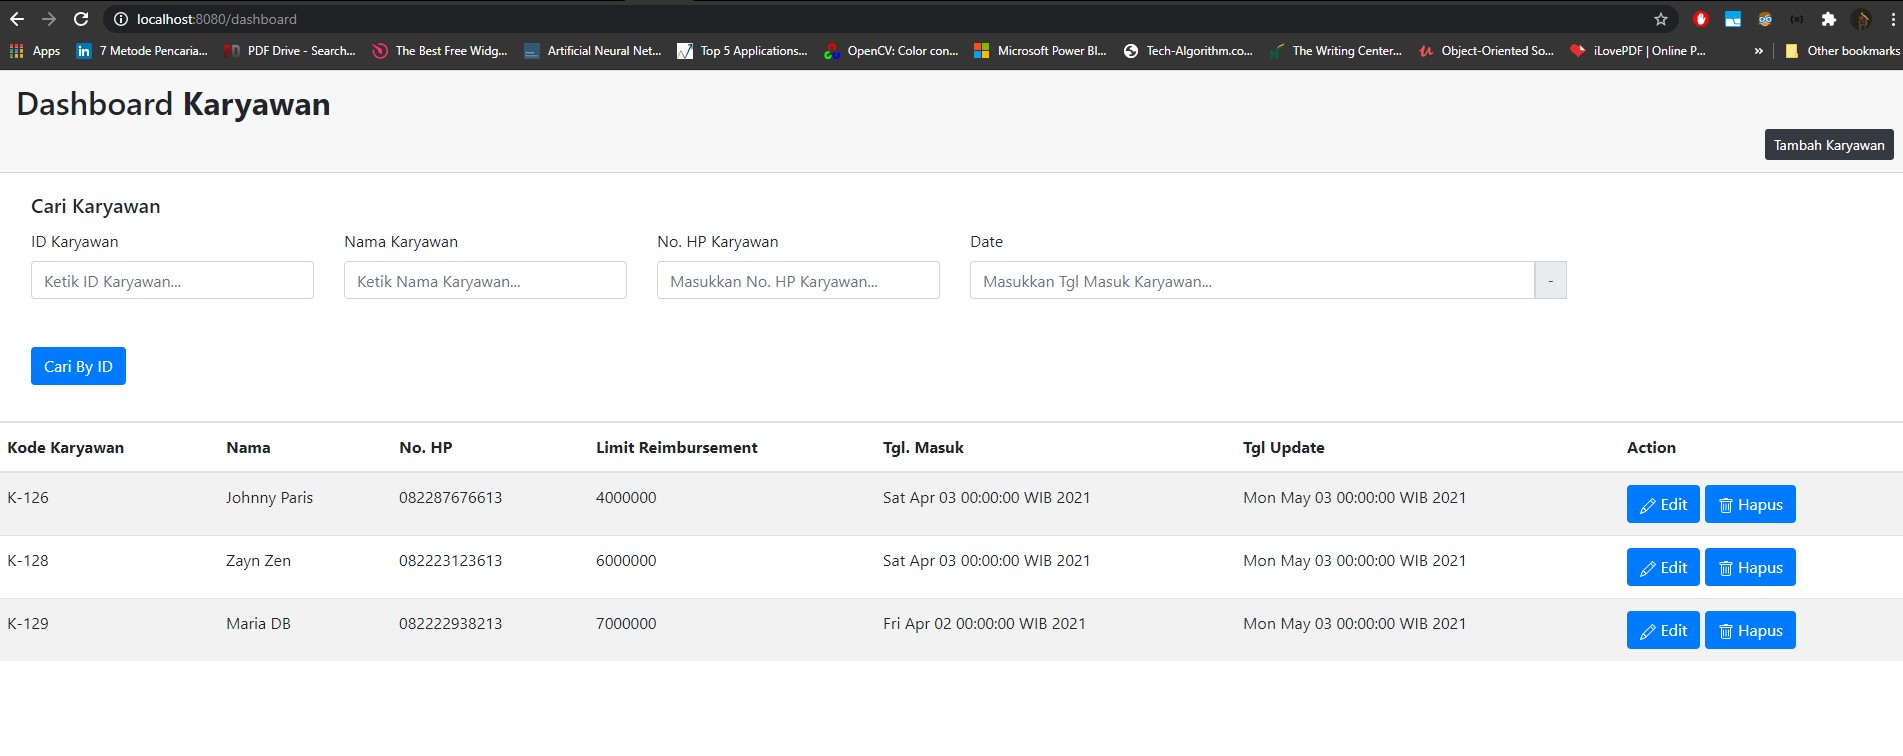 localhost:8080/dashboard
Apps 7 Metode Pencaria... PDF Drive - Search... The Best Free Widg... Artificial Neural Net... Top 5 Applications... OpenCV: Color con... Microsoft Power BI... Tech-Algorithm.co... The Writing Center... Object-Oriented So... iLovePDF | Online P... » Other bookmarks
Dashboard Karyawan
Tambah Karyawan
Cari Karyawan
ID Karyawan Nama Karyawan No. HP Karyawan Date
Ketik ID Karyawan... Ketik Nama Karyawan... Masukkan No. HP Karyawan... Masukkan Tgl Masuk Karyawan... -
Cari By ID
Kode Karyawan Nama No. HP Limit Reimbursement Tgl. Masuk Tgl Update Action
K-126 Johnny Paris 082287676613 4000000 Sat Apr 03 00:00:00 WIB 2021 Mon May 03 00:00:00 WIB 2021 Edit Hapus
K-128 Zayn Zen 082223123613 6000000 Sat Apr 03 00:00:00 WIB 2021 Mon May 03 00:00:00 WIB 2021 Edit Hapus
K-129 Maria DB 082222938213 7000000 Fri Apr 02 00:00:00 WIB 2021 Mon May 03 00:00:00 WIB 2021 Edit Hapus